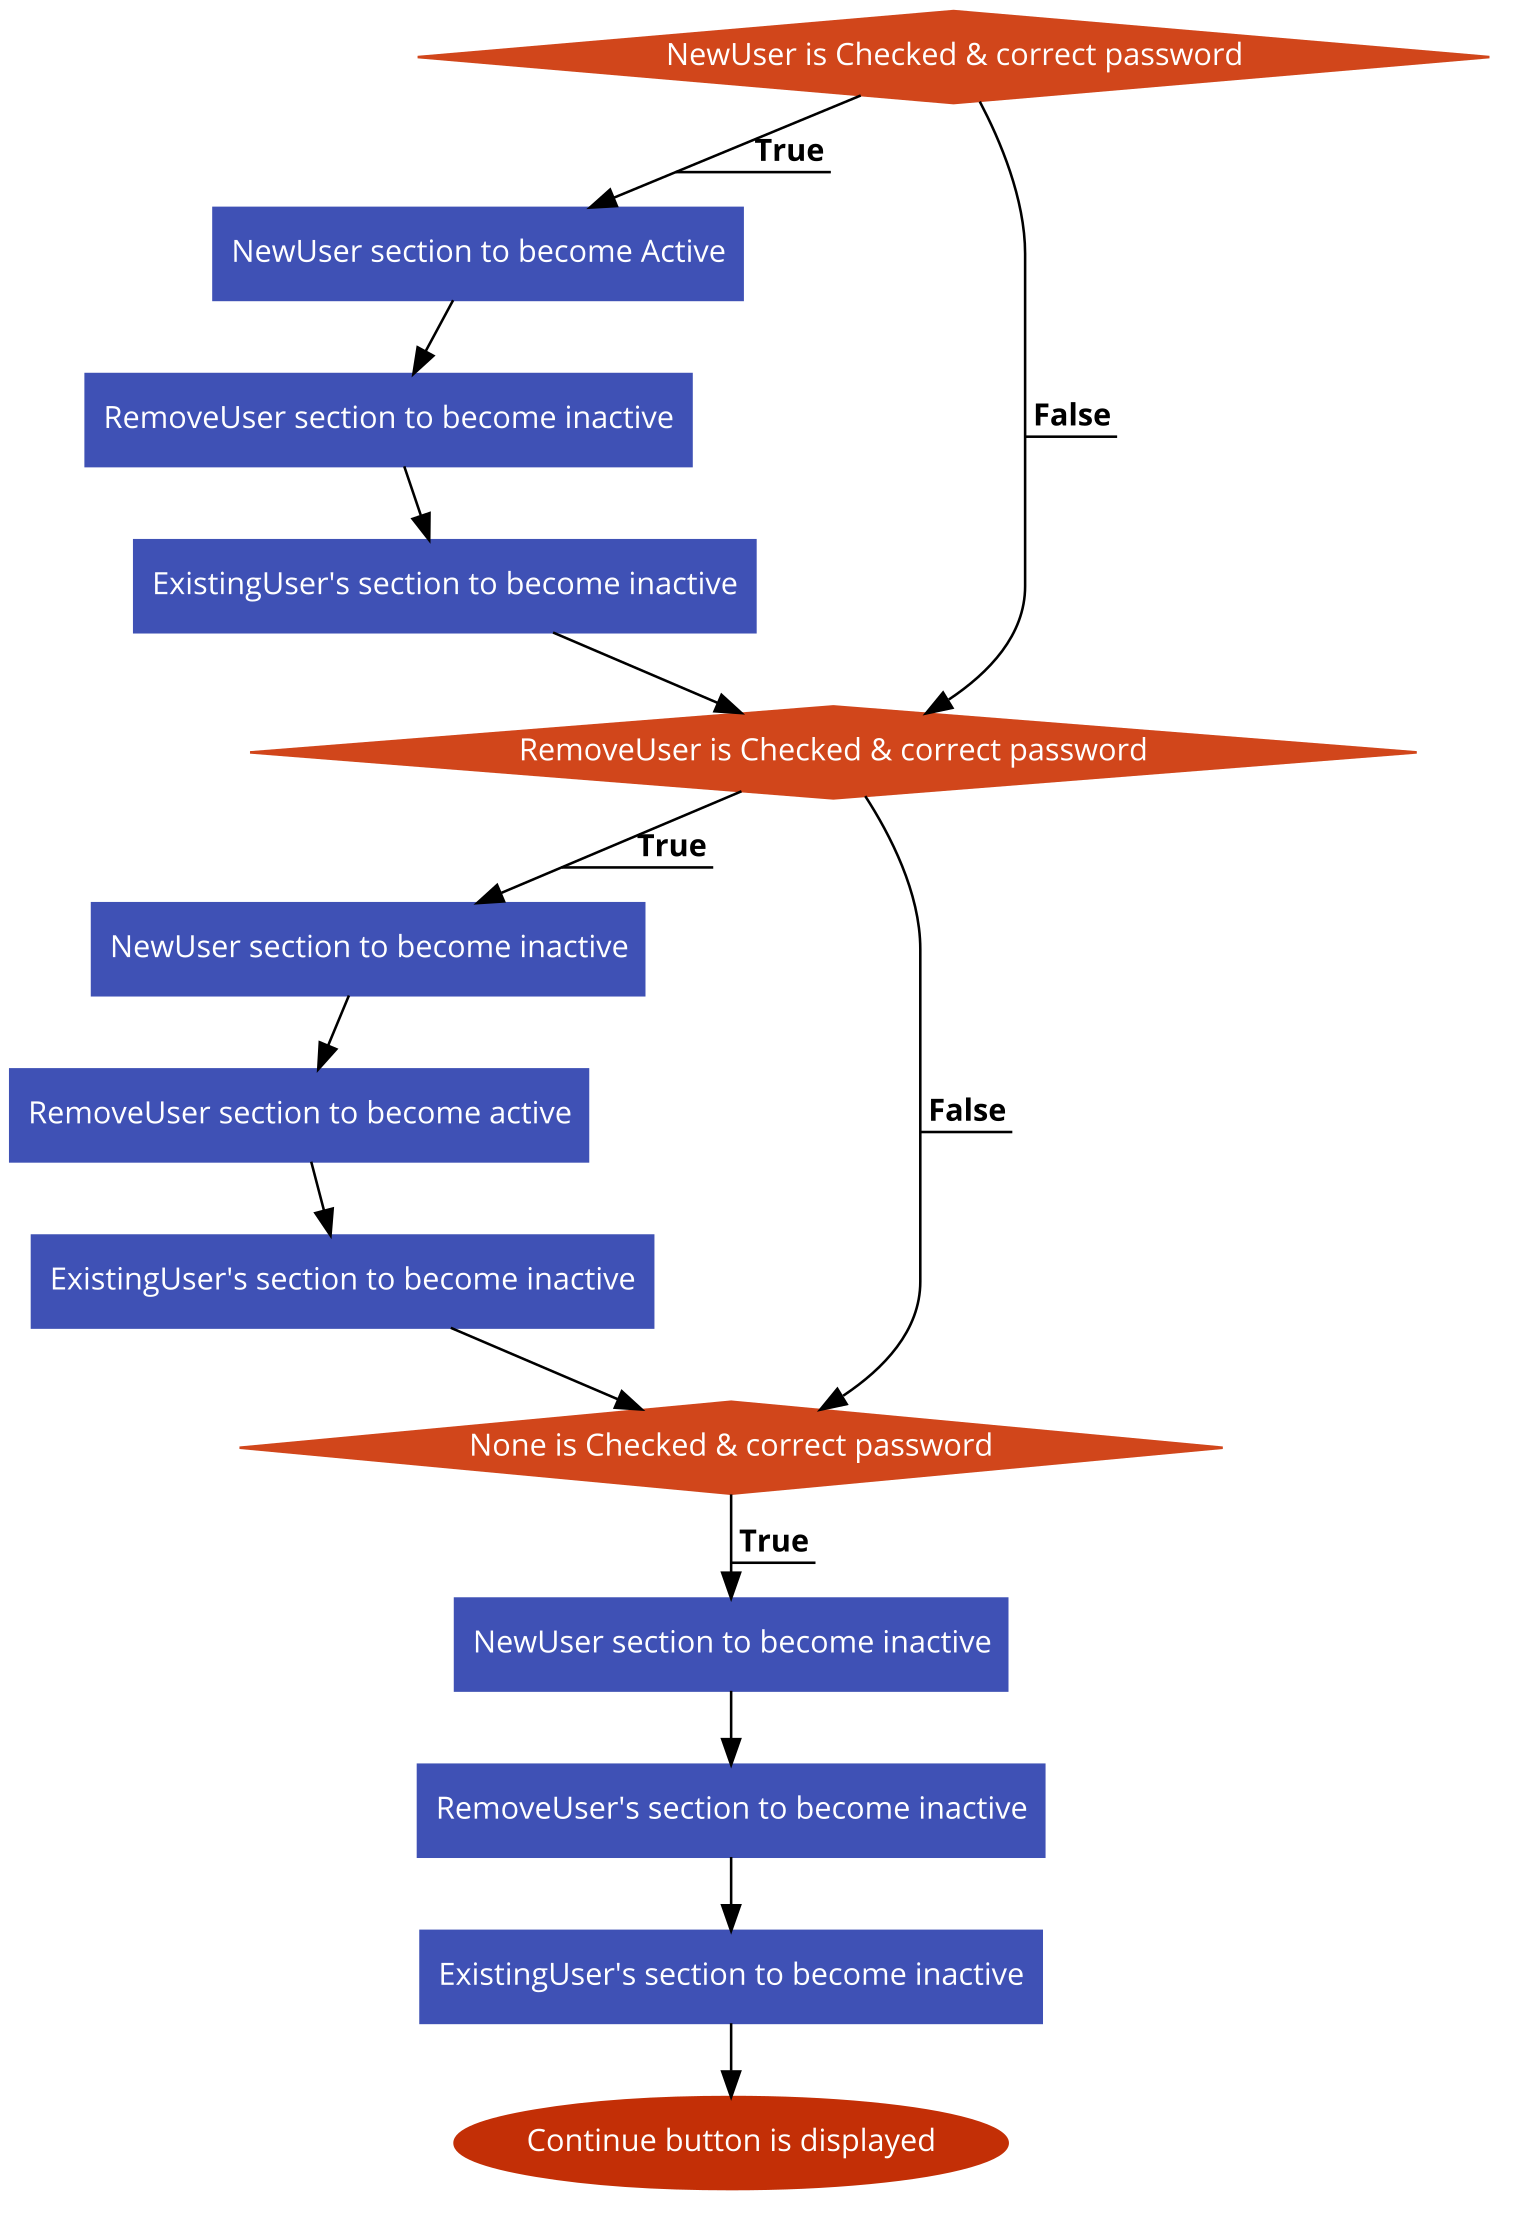 NewUser is Checked & correct password
True
NewUser section to become Active
RemoveUser section to become inactive
False
ExistingUser's section to become inactive
RemoveUser is Checked & correct password
True
NewUser section to become inactive
RemoveUser section to become active
False
ExistingUser's section to become inactive
None is Checked & correct password
True
NewUser section to become inactive
RemoveUser's section to become inactive
ExistingUser's section to become inactive
Continue button is displayed